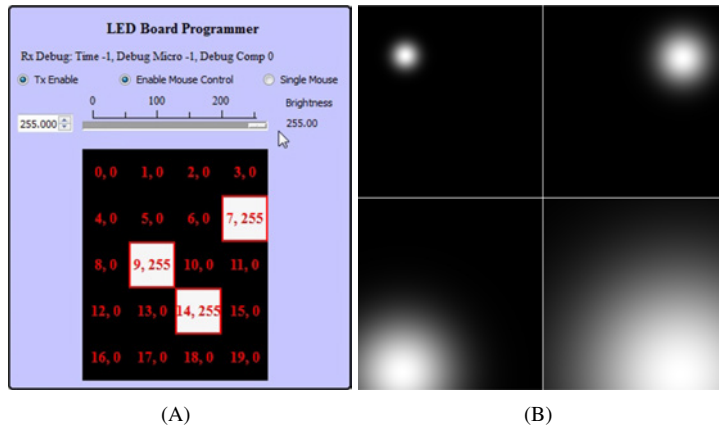 LED Board Programmer
Rx Debug: Time -1, Debug Micro -1, Debug Comp 0
Tx Enable Enable Mouse Control Single Mouse
0 100 200 Brightness
255.000 255.00
0, 0 1, 0 2, 0 3, 0
4, 0 5, 0 6, 0 7, 255
8, 0 9, 255 10, 0 11, 0
12, 0 13, 0 14, 255 15, 0
16, 0 17, 0 18, 0 19, 0
(A) (B)